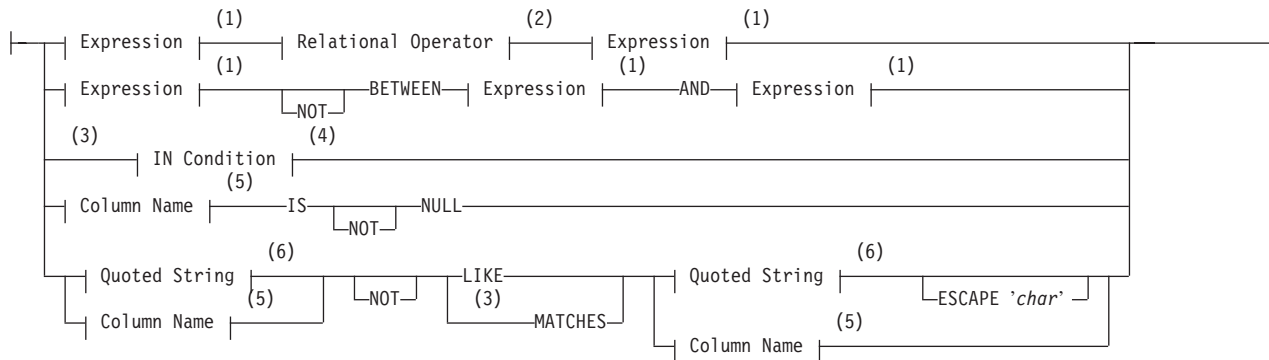 (1) (2) (1)
Expression Relational Operator Expression
(1) (1) (1)
Expression NOT BETWEEN Expression AND Expression
(3) (4)
IN Condition
(5)
Column Name IS NOT NULL
(6) (6)
Quoted String NOT LIKE Quoted String ESCAPE ’char’
(5) (3) (5)
Column Name MATCHES Column Name